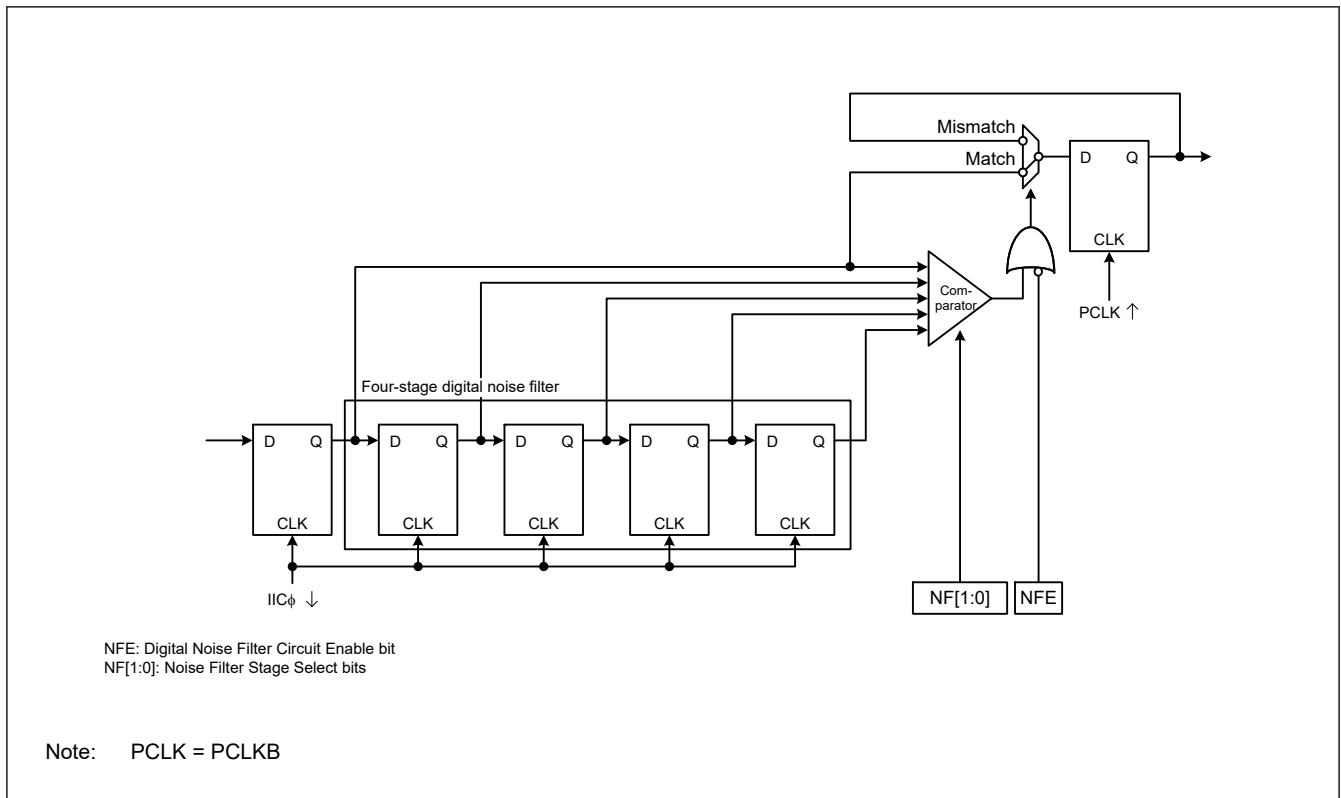 Mismatch
Match
D Q
CLK
PCLK ↑
Com-
parator
Four-stage digital noise filter
D Q D Q D Q D Q D Q
CLK CLK CLK CLK CLK
IICφ ↓
NF[1:0] NFE
NFE: Digital Noise Filter Circuit Enable bit
NF[1:0]: Noise Filter Stage Select bits
Note: PCLK = PCLKB